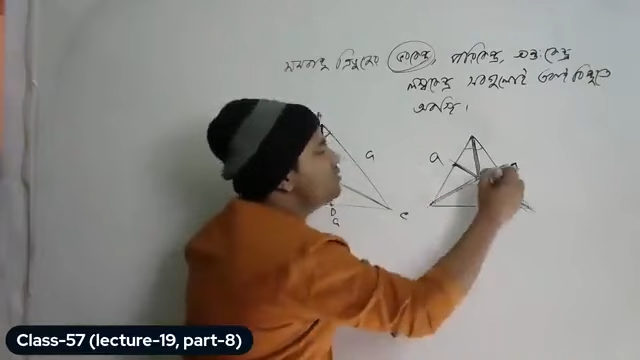 সমবাহু ত্রিভুজের ভরকেন্দ্র, পরিকেন্দ্র, অন্তঃকেন্দ্র
লম্বকেন্দ্র সবগুলোই একই বিন্দুতে
অবস্থিত।
a
a
D
C
a
Class-57 (lecture-19, part-8)